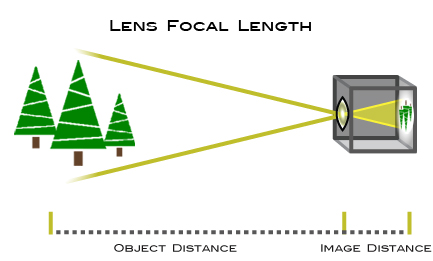 Lens Focal Length
Object Distance
Image Distance